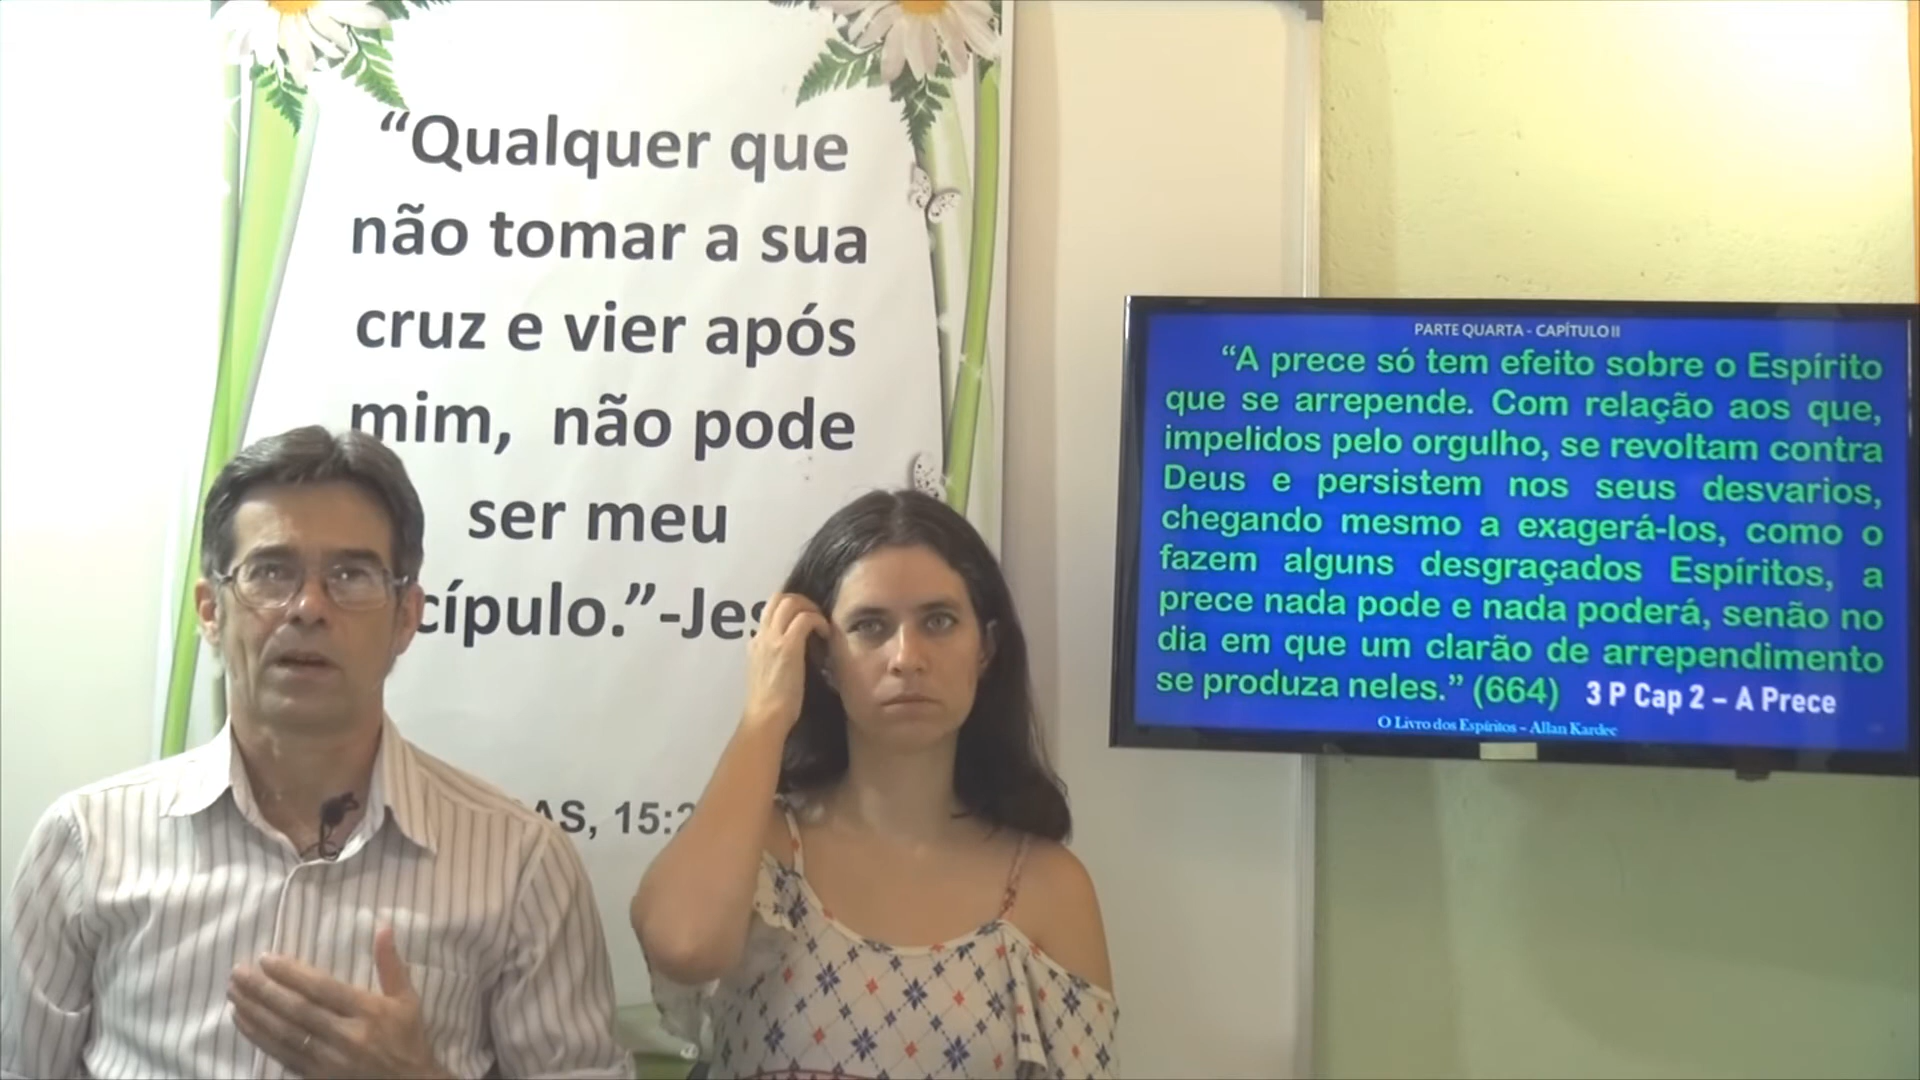 “Qualquer que
não tomar a sua
cruz e vier após
mim, não pode
ser meu
cípulo.”-Jes
AS, 15:2
PARTE QUARTA - CAPÍTULO II
“A prece só tem efeito sobre o Espírito
que se arrepende. Com relação aos que,
impelidos pelo orgulho, se revoltam contra
Deus e persistem nos seus desvarios,
chegando mesmo a exagerá-los, como o
fazem alguns desgraçados Espíritos, a
prece nada pode e nada poderá, senão no
dia em que um clarão de arrependimento
se produza neles.” (664) 3 P Cap 2 – A Prece
O Livro dos Espíritos – Allan Kardec